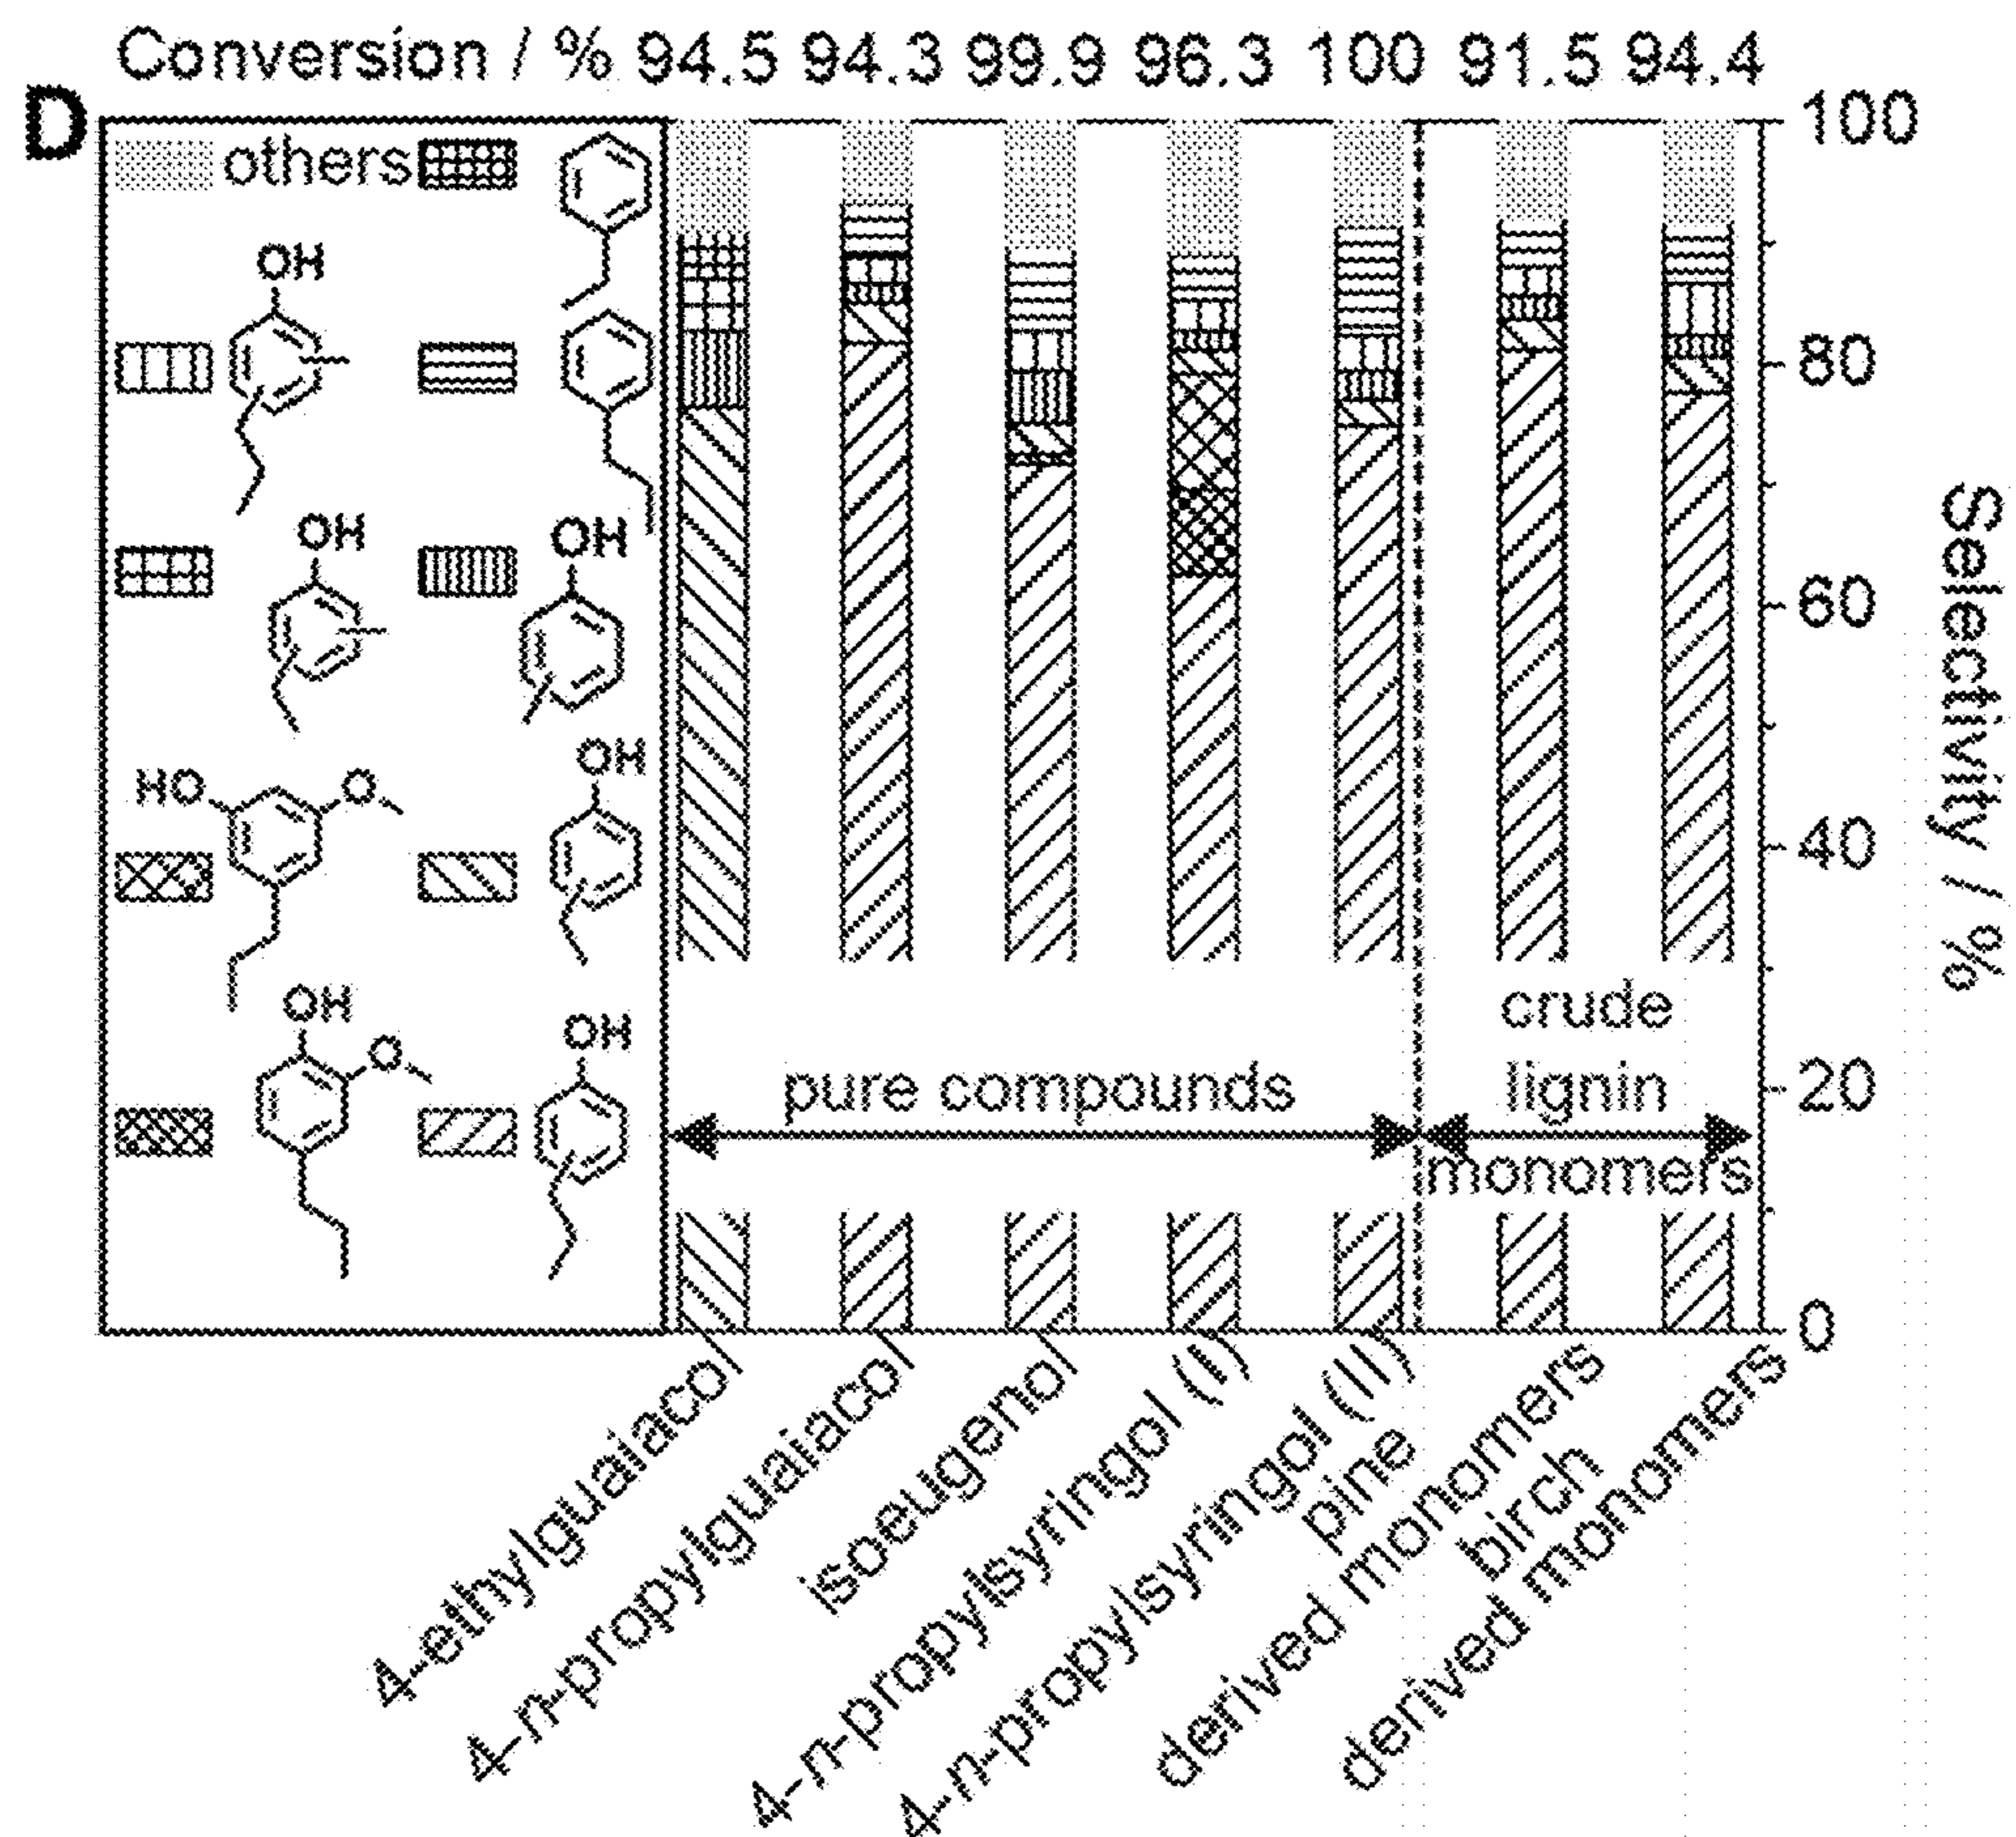 Conversion / % 94.5 94.3 99.9 96.3 100 91.5 94.4
D
others
OH
OH
OH
HO
O
OH
OH
O
OH
pure compounds
crude
lignin
monomers
100
80
60
40
20
0
Selectivity / %
4-ethylguaiacol
4-n-propylguaiacol
isoeugenol
4-n-propylsyringol (I)
4-n-propylsyringol (II)
pine
derived monomers
birch
derived monomers